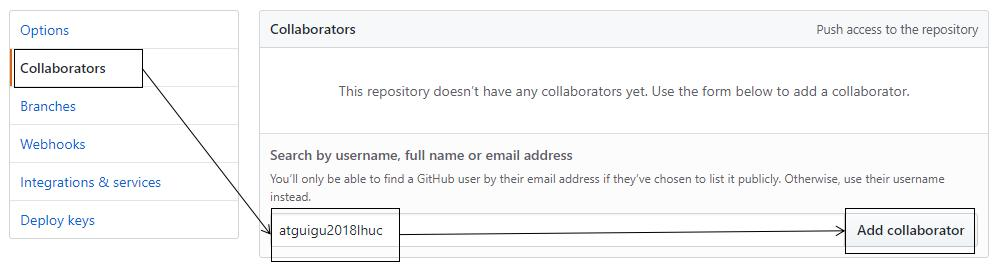 Options
Collaborators
Branches
Webhooks
Integrations & services
Deploy keys
Collaborators
Push access to the repository
This repository doesn't have any collaborators yet. Use the form below to add a collaborator.
Search by username, full name or email address
You'll only be able to find a GitHub user by their email address if they've chosen to list it publicly. Otherwise, use their username
instead.
atguigu2018lhuc
Add collaborator